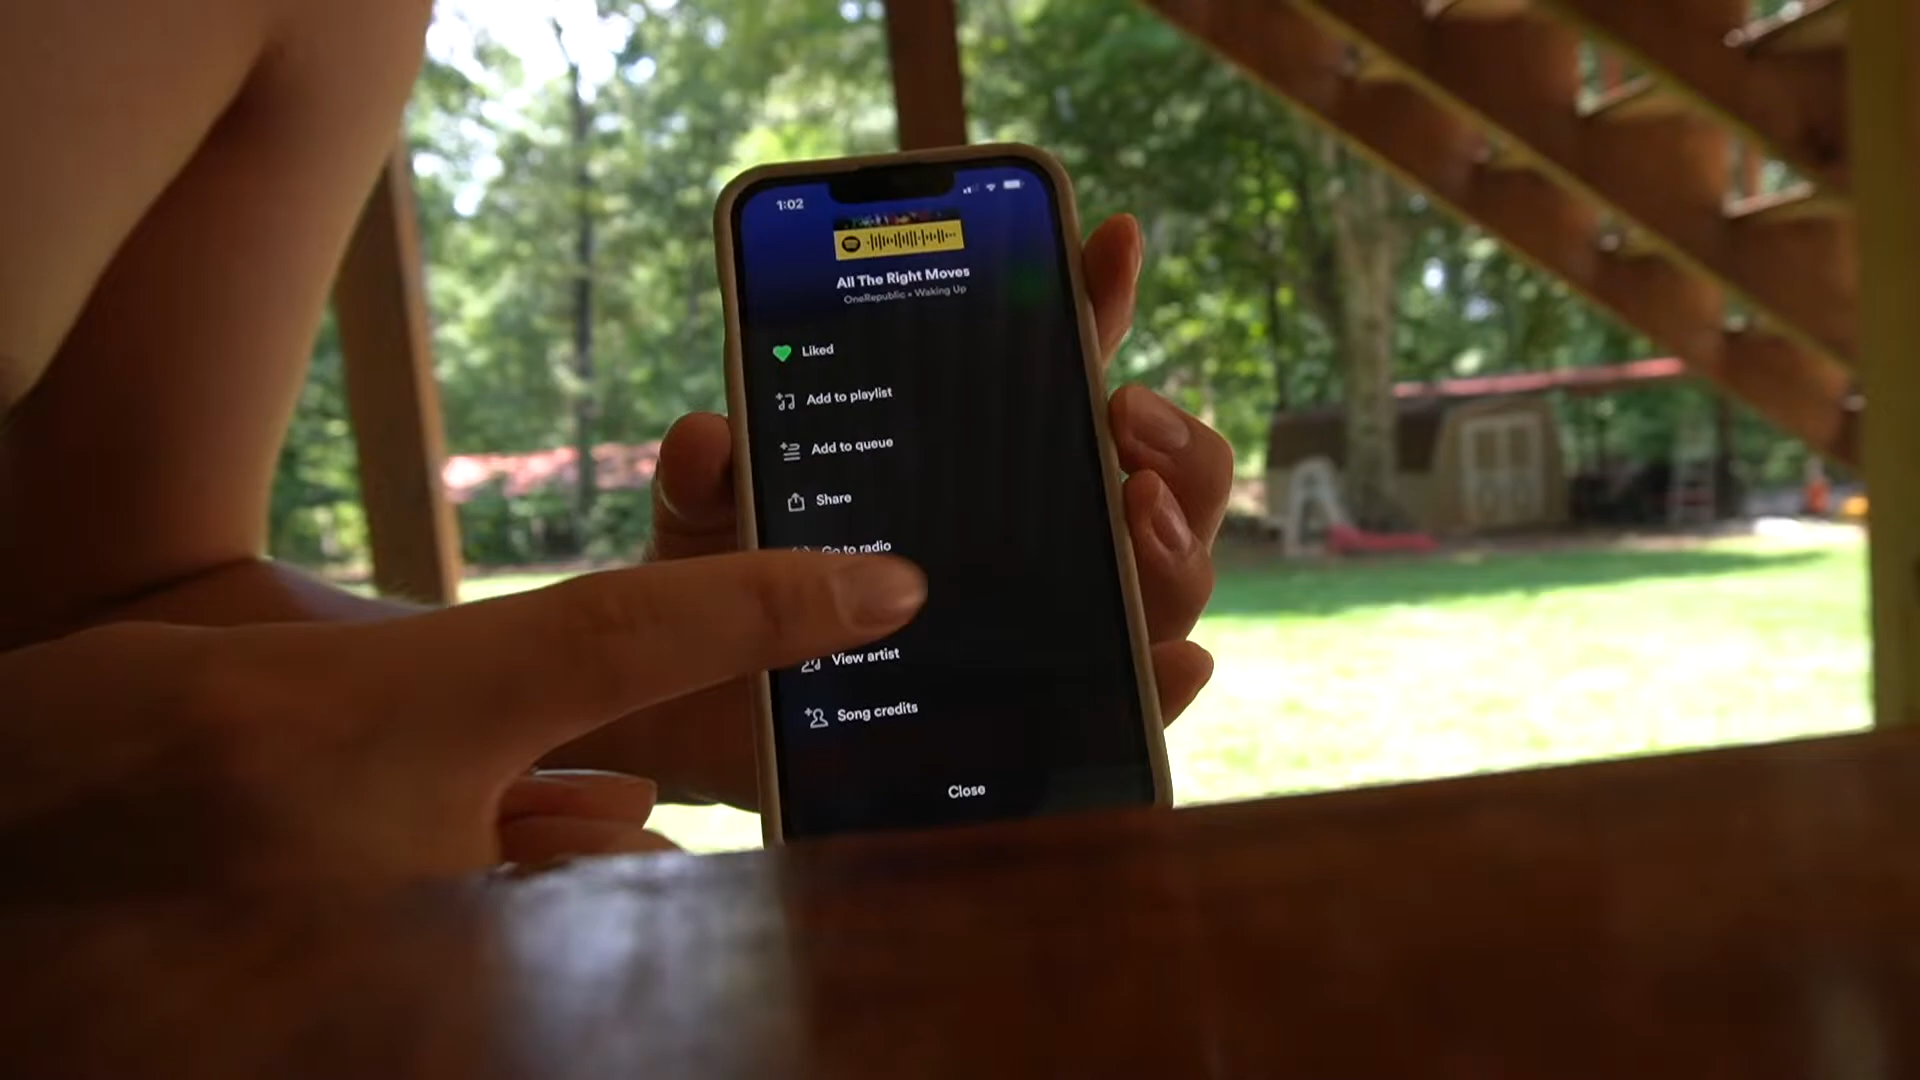 1:02
All The Right Moves
OneRepublic • Waking Up
Liked
Add to playlist
Add to queue
Share
Go to radio
View artist
Song credits
Close